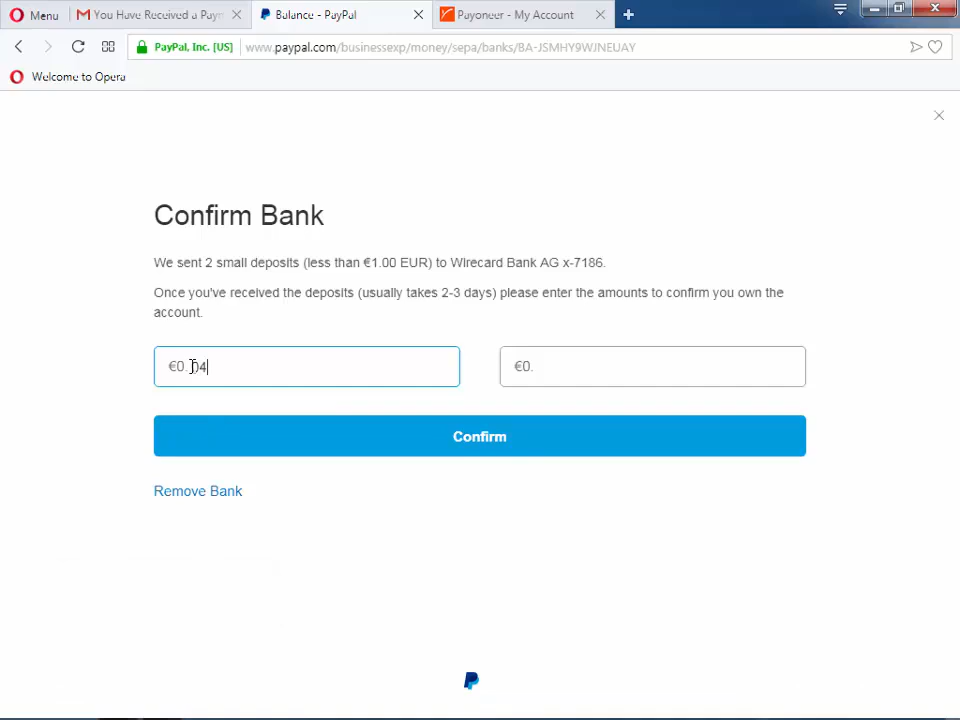 Menu
You Have Received a Paym
Balance - PayPal
Payoneer - My Account
PayPal, Inc. [US]
www.paypal.com/businessexp/money/sepa/banks/BA-JSMHY9WJNEUAY
Welcome to Opera
Confirm Bank
We sent 2 small deposits (less than €1.00 EUR) to Wirecard Bank AG x-7186.
Once you've received the deposits (usually takes 2-3 days) please enter the amounts to confirm you own the
account.
€0. 04
€0.
Confirm
Remove Bank